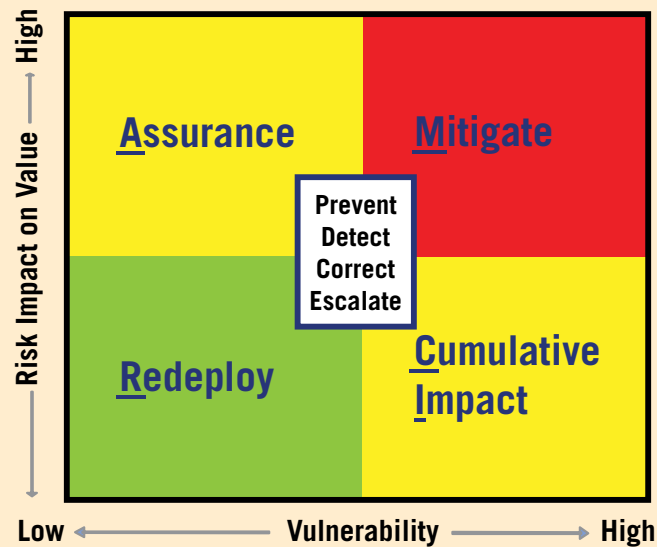 High
Risk Impact on Value
Assurance
Mitigate
Prevent
Detect
Correct
Escalate
Redeploy
Cumulative
Impact
Low
Vulnerability
High